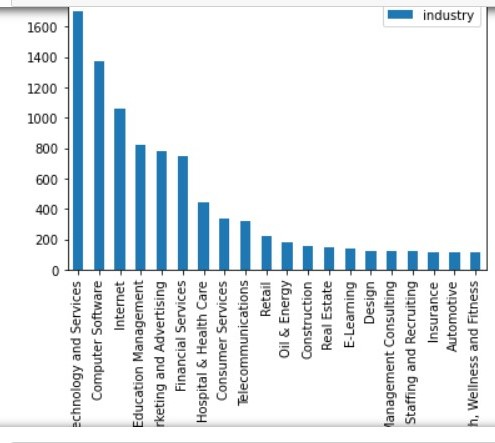 1600
1400
1200
1000
800
600
400
200
0
industry
echnology and Services
Computer Software
Internet
Education Management
rketing and Advertising
Financial Services
Hospital & Health Care
Consumer Services
Telecommunications
Retail
Oil & Energy
Construction
Real Estate
E-Learning
Design
Management Consulting
Staffing and Recruiting
Insurance
Automotive
h, Wellness and Fitness